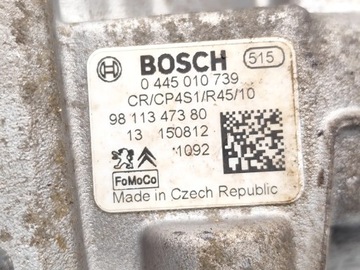 BOSCH 515
0 445 010 739
CR/CP4S1/R45/10
98 113 473 80
13 150812
1092
FoMoCo
Made in Czech Republic